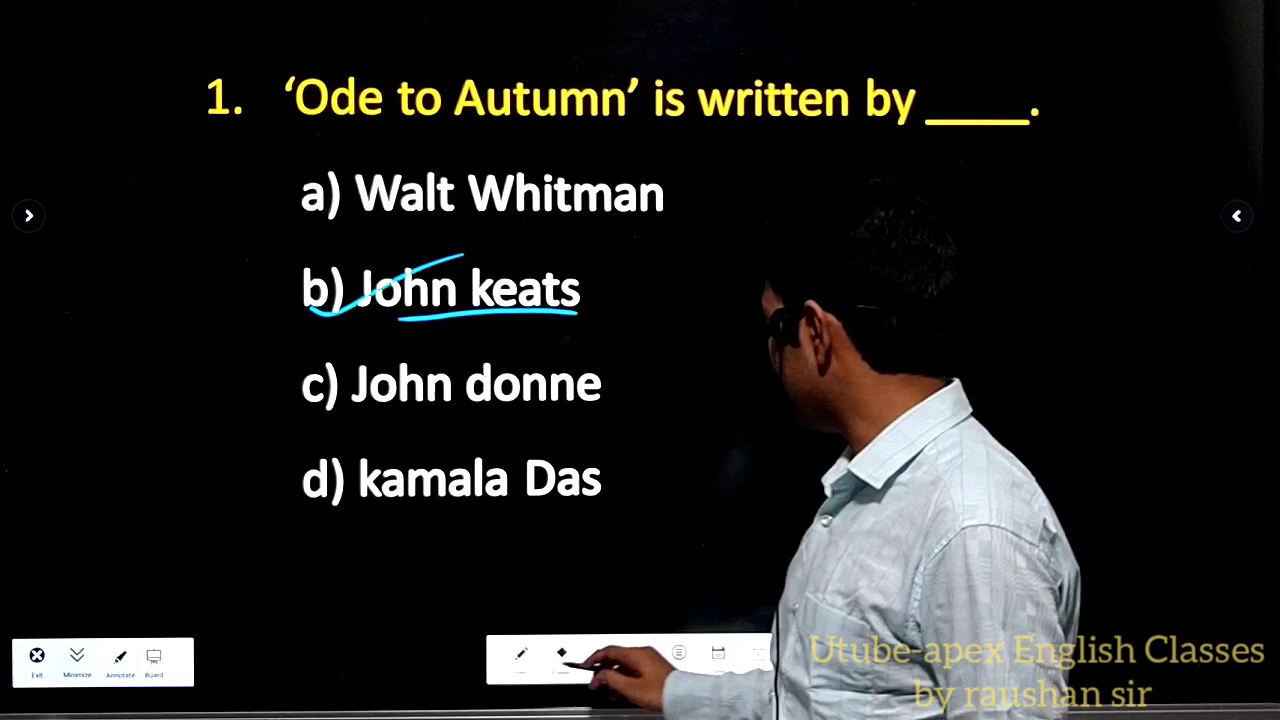 1. ‘Ode to Autumn’ is written by ____.
a) Walt Whitman
b) John keats
c) John donne
d) kamala Das
Exit Minimize Annotate Board
Utube-apex English Classes
by raushan sir